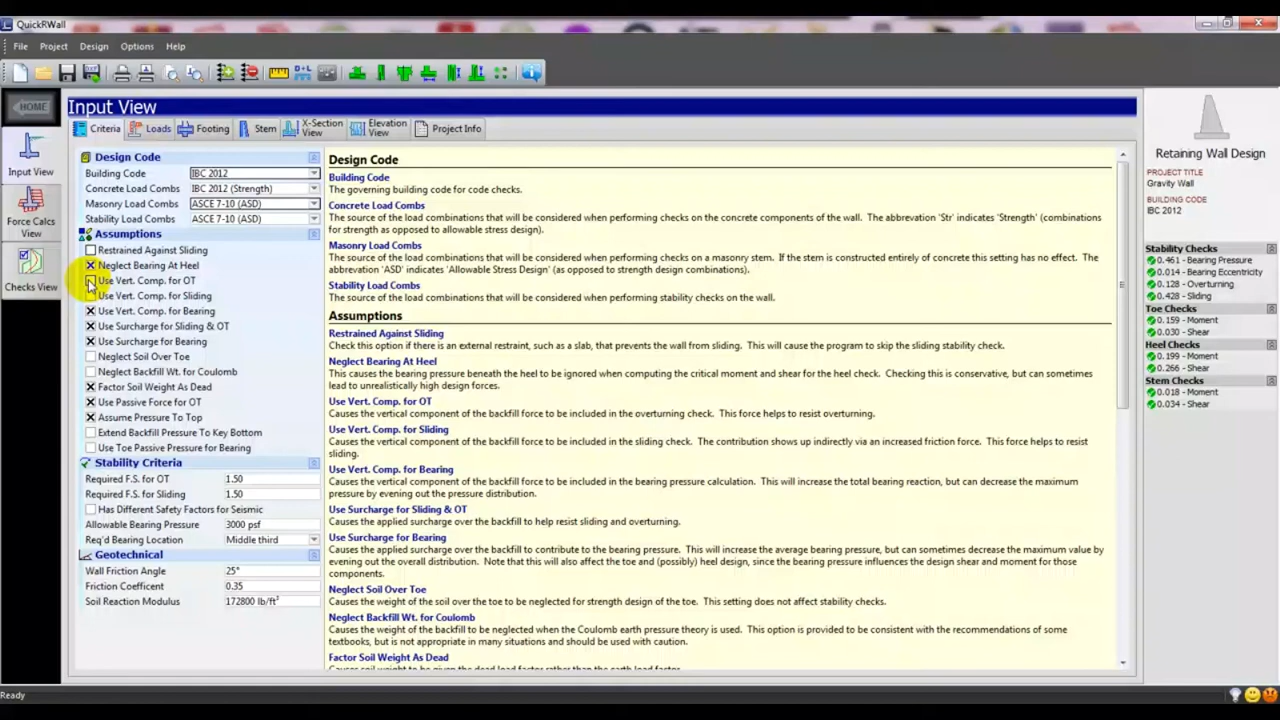 QuickRWall
File Project Design Options Help
HOME
Input View
Force Calcs View
Checks View
Input View
Criteria Loads Footing Stem X-Section View Elevation View Project Info
Design Code
Building Code IBC 2012
Concrete Load Combs IBC 2012 (Strength)
Masonry Load Combs ASCE 7-10 (ASD)
Stability Load Combs ASCE 7-10 (ASD)
Assumptions
Restrained Against Sliding
Neglect Bearing At Heel
Use Vert. Comp. for OT
Use Vert. Comp. for Sliding
Use Vert. Comp. for Bearing
Use Surcharge for Sliding & OT
Use Surcharge for Bearing
Neglect Soil Over Toe
Neglect Backfill Wt. for Coulomb
Factor Soil Weight As Dead
Use Passive Force for OT
Assume Pressure To Top
Extend Backfill Pressure To Key Bottom
Use Toe Passive Pressure for Bearing
Stability Criteria
Required F.S. for OT 1.50
Required F.S. for Sliding 1.50
Has Different Safety Factors for Seismic
Allowable Bearing Pressure 3000 psf
Req'd Bearing Location Middle third
Geotechnical
Wall Friction Angle 25°
Friction Coefficent 0.35
Soil Reaction Modulus 172800 lb/ft³
Design Code
Building Code
The governing building code for code checks.
Concrete Load Combs
The source of the load combinations that will be considered when performing checks on the concrete components of the wall. The abbreviation 'Str' indicates 'Strength' (combinations
for strength as opposed to allowable stress design).
Masonry Load Combs
The source of the load combinations that will be considered when performing checks on a masonry stem. If the stem is constructed entirely of concrete this setting has no effect. The
abbreviation 'ASD' indicates 'Allowable Stress Design' (as opposed to strength design combinations).
Stability Load Combs
The source of the load combinations that will be considered when performing stability checks on the wall.
Assumptions
Restrained Against Sliding
Check this option if there is an external restraint, such as a slab, that prevents the wall from sliding. This will cause the program to skip the sliding stability check.
Neglect Bearing At Heel
This causes the bearing pressure beneath the heel to be ignored when computing the critical moment and shear for the heel check. Checking this is conservative, but can sometimes
lead to unrealistically high design forces.
Use Vert. Comp. for OT
Causes the vertical component of the backfill force to be included in the overturning check. This force helps to resist overturning.
Use Vert. Comp. for Sliding
Causes the vertical component of the backfill force to be included in the sliding check. The contribution shows up indirectly via an increased friction force. This force helps to resist
sliding.
Use Vert. Comp. for Bearing
Causes the vertical component of the backfill force to be included in the bearing pressure calculation. This will increase the total bearing reaction, but can decrease the maximum
pressure by evening out the pressure distribution.
Use Surcharge for Sliding & OT
Causes the applied surcharge over the backfill to help resist sliding and overturning.
Use Surcharge for Bearing
Causes the applied surcharge over the backfill to contribute to the bearing pressure. This will increase the average bearing pressure, but can sometimes decrease the maximum value by
evening out the overall distribution. Note that this will also affect the toe and (possibly) heel design, since the bearing pressure influences the design shear and moment for those
components.
Neglect Soil Over Toe
Causes the weight of the soil over the toe to be neglected for strength design of the toe. This setting does not affect stability checks.
Neglect Backfill Wt. for Coulomb
Causes the weight of the backfill to be neglected when the Coulomb earth pressure theory is used. This option is provided to be consistent with the recommendations of some
textbooks, but is not appropriate in many situations and should be used with caution.
Factor Soil Weight As Dead
Causes soil weight to be given the dead load factor rather than the earth load factor.
Retaining Wall Design
PROJECT TITLE
Gravity Wall
BUILDING CODE
IBC 2012
Stability Checks
0.461 - Bearing Pressure
0.014 - Bearing Eccentricity
0.128 - Overturning
0.428 - Sliding
Toe Checks
0.159 - Moment
0.030 - Shear
Heel Checks
0.199 - Moment
0.266 - Shear
Stem Checks
0.018 - Moment
0.034 - Shear
Ready